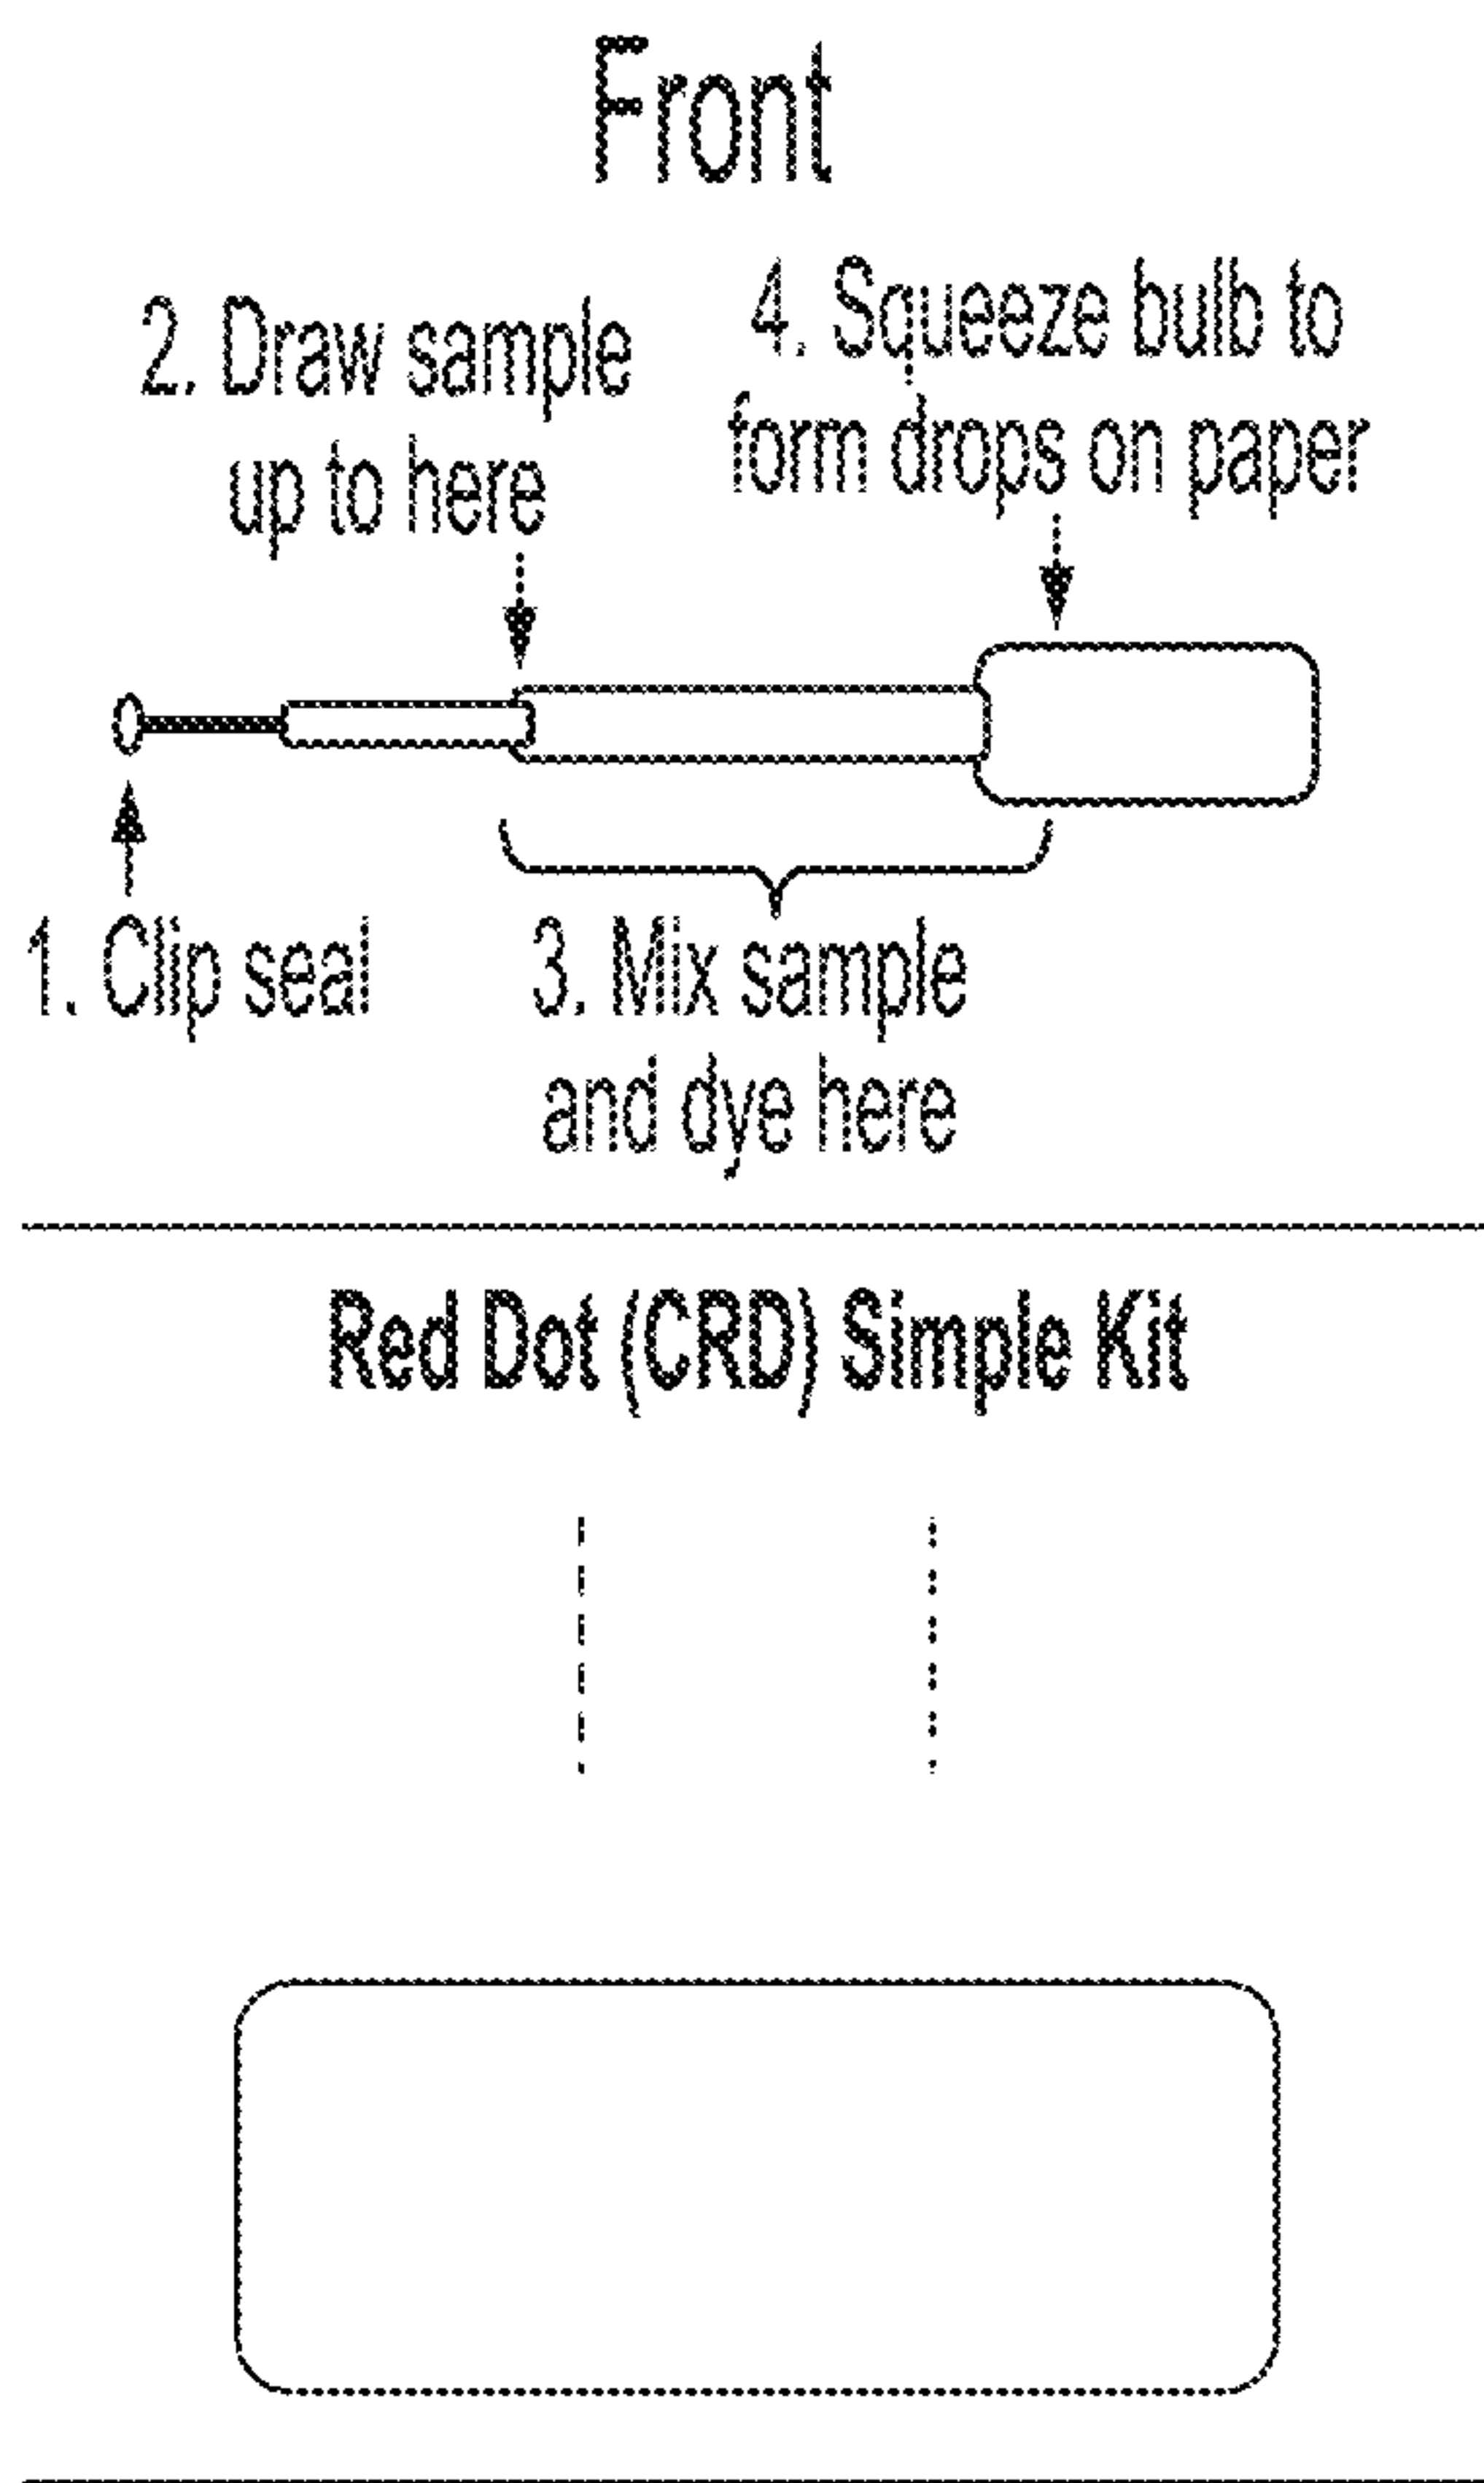 Front
2. Draw sample
up to here
4. Squeeze bulb to
form drops on paper
1. Clip seal
3. Mix sample
and dye here
Red Dot (CRD) Simple Kit